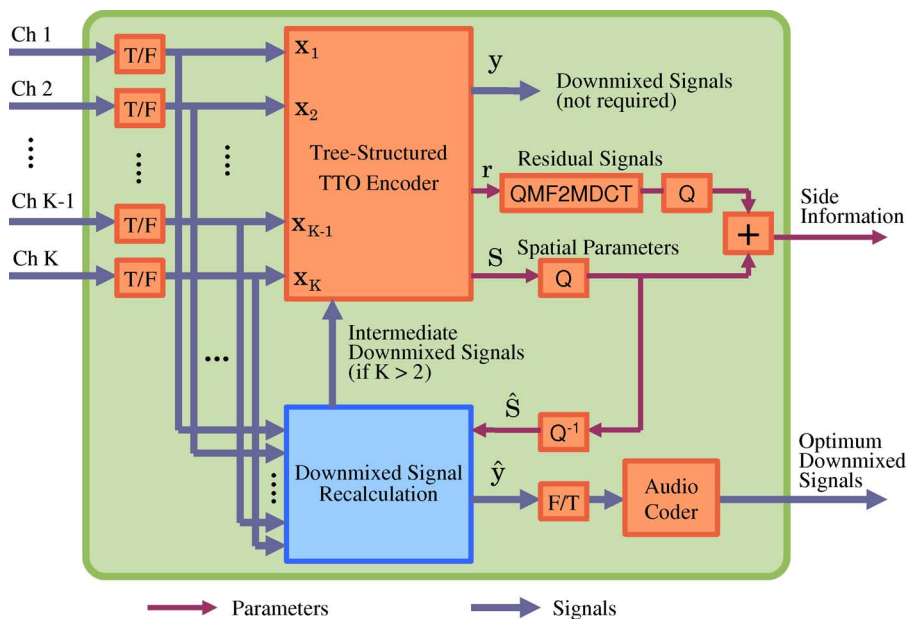 Ch 1
T/F
x1
y
Downmixed Signals
(not required)
Ch 2
T/F
x2
Tree-Structured
TTO Encoder
r
Residual Signals
QMF2MDCT
Q
Side
Information
+
Ch K-1
T/F
xK-1
S
Spatial Parameters
Q
Ch K
T/F
xK
Intermediate
Downmixed Signals
(if K > 2)
Ŝ
Q-1
Downmixed Signal
Recalculation
ŷ
F/T
Audio
Coder
Optimum
Downmixed
Signals
Parameters
Signals